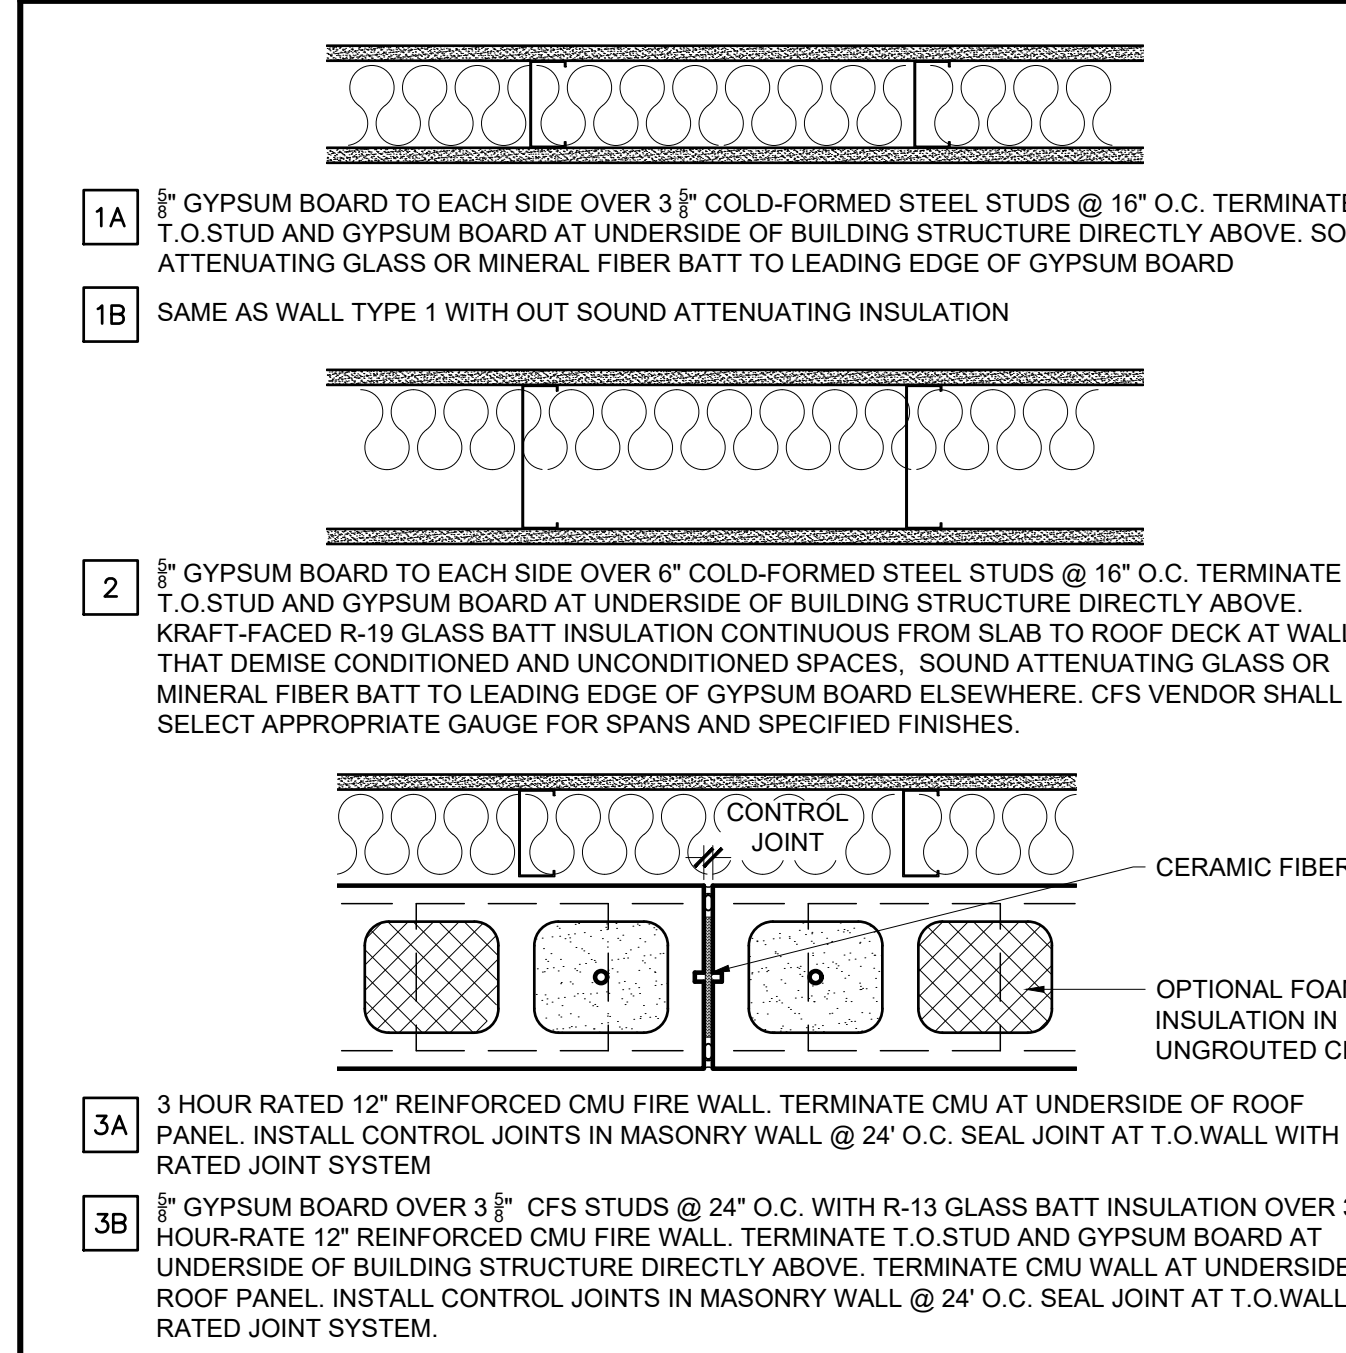 1A
5/8" GYPSUM BOARD TO EACH SIDE OVER 3 5/8" COLD-FORMED STEEL STUDS @ 16" O.C. TERMINATE
T.O.STUD AND GYPSUM BOARD AT UNDERSIDE OF BUILDING STRUCTURE DIRECTLY ABOVE.
ATTENUATING GLASS OR MINERAL FIBER BATT TO LEADING EDGE OF GYPSUM BOARD
1B
SAME AS WALL TYPE 1 WITH OUT SOUND ATTENUATING INSULATION
2
5/8" GYPSUM BOARD TO EACH SIDE OVER 6" COLD-FORMED STEEL STUDS @ 16" O.C. TERMINATE
T.O.STUD AND GYPSUM BOARD AT UNDERSIDE OF BUILDING STRUCTURE DIRECTLY ABOVE.
KRAFT-FACED R-19 GLASS BATT INSULATION CONTINUOUS FROM SLAB TO ROOF DECK AT
THAT DEMISE CONDITIONED AND UNCONDITIONED SPACES, SOUND ATTENUATING GLASS OR
MINERAL FIBER BATT TO LEADING EDGE OF GYPSUM BOARD ELSEWHERE. CFS VENDOR SHALL
SELECT APPROPRIATE GAUGE FOR SPANS AND SPECIFIED FINISHES.
CONTROL
JOINT
CERAMIC FIBER
OPTIONAL
INSULATION IN
UNGROUTED
3A
3 HOUR RATED 12" REINFORCED CMU FIRE WALL. TERMINATE CMU AT UNDERSIDE OF ROOF
PANEL. INSTALL CONTROL JOINTS IN MASONRY WALL @ 24' O.C. SEAL JOINT AT T.O.WALL WITH
RATED JOINT SYSTEM
3B
5/8" GYPSUM BOARD OVER 3 5/8" CFS STUDS @ 24" O.C. WITH R-13 GLASS BATT INSULATION OVER 3
HOUR-RATE 12" REINFORCED CMU FIRE WALL. TERMINATE T.O.STUD AND GYPSUM BOARD AT
UNDERSIDE OF BUILDING STRUCTURE DIRECTLY ABOVE. TERMINATE CMU WALL AT UNDERSIDE
ROOF PANEL. INSTALL CONTROL JOINTS IN MASONRY WALL @ 24' O.C. SEAL JOINT AT T.O.WALL
RATED JOINT SYSTEM.